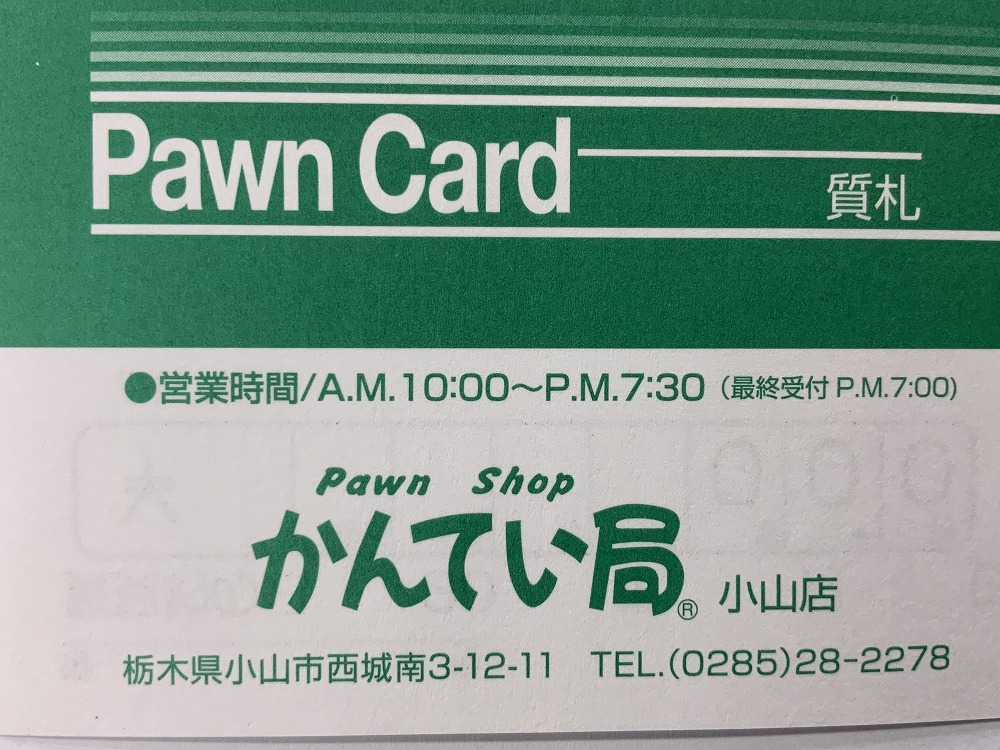 Pawn Card
質札
●営業時間/A.M.10:00～P.M.7:30（最終受付 P.M.7:00）
Pawn Shop
かんてい局® 小山店
栃木県小山市西城南3-12-11 TEL.(0285)28-2278